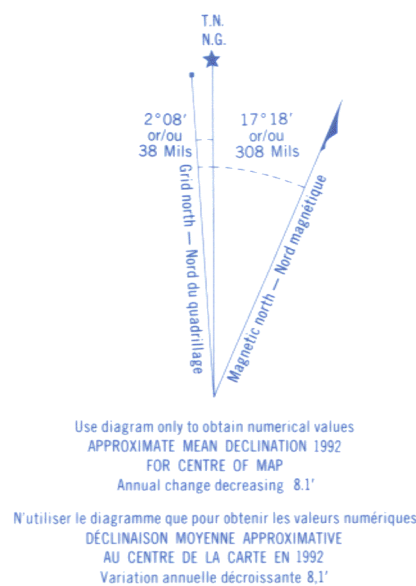 T.N.
N.G.
2°08′
or/ou
38 Mils
17°18′
or/ou
308 Mils
Grid north — Nord du quadrillage
Magnetic north — Nord magnétique
Use diagram only to obtain numerical values
APPROXIMATE MEAN DECLINATION 1992
FOR CENTRE OF MAP
Annual change decreasing 8.1′
N'utiliser le diagramme que pour obtenir les valeurs numériques
DÉCLINAISON MOYENNE APPROXIMATIVE
AU CENTRE DE LA CARTE EN 1992
Variation annuelle décroissante 8,1′